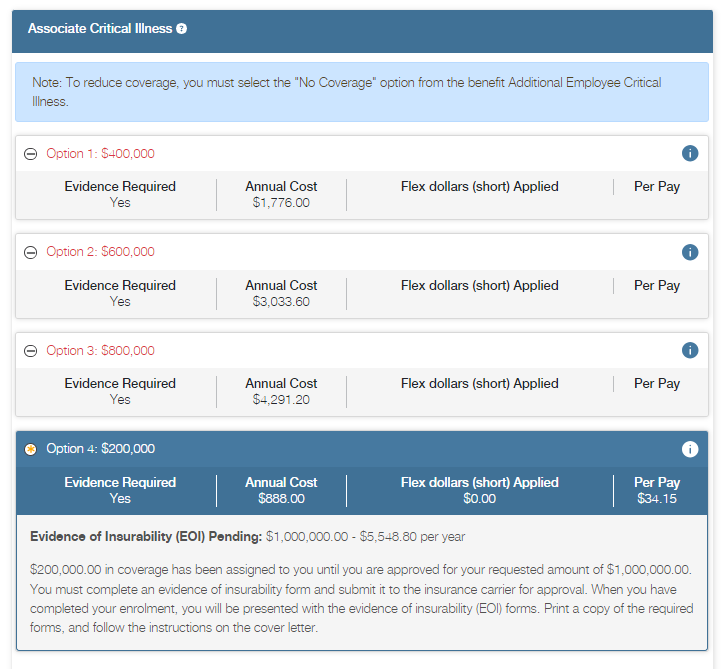 Associate Critical Illness ?
Note: To reduce coverage, you must select the "No Coverage" option from the benefit Additional Employee Critical
Illness.
Option 1: $400,000 i
Evidence Required Annual Cost Flex dollars (short) Applied Per Pay
Yes $1,776.00
Option 2: $600,000 i
Evidence Required Annual Cost Flex dollars (short) Applied Per Pay
Yes $3,033.60
Option 3: $800,000 i
Evidence Required Annual Cost Flex dollars (short) Applied Per Pay
Yes $4,291.20
Option 4: $200,000 i
Evidence Required Annual Cost Flex dollars (short) Applied Per Pay
Yes $888.00 $0.00 $34.15
Evidence of Insurability (EOI) Pending: $1,000,000.00 - $5,548.80 per year
$200,000.00 in coverage has been assigned to you until you are approved for your requested amount of $1,000,000.00.
You must complete an evidence of insurability form and submit it to the insurance carrier for approval. When you have
completed your enrolment, you will be presented with the evidence of insurability (EOI) forms. Print a copy of the required
forms, and follow the instructions on the cover letter.